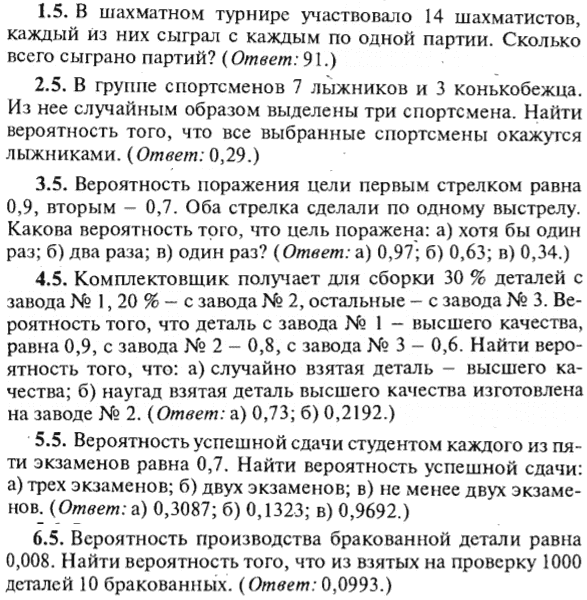 1.5. В шахматном турнире участвовало 14 шахматистов,
каждый из них сыграл с каждым по одной партии. Сколько
всего сыграно партий? (Ответ: 91.)
2.5. В группе спортсменов 7 лыжников и 3 конькобежца.
Из нее случайным образом выделены три спортсмена. Найти
вероятность того, что все выбранные спортсмены окажутся
лыжниками. (Ответ: 0,29.)
3.5. Вероятность поражения цели первым стрелком равна
0,9, вторым – 0,7. Оба стрелка сделали по одному выстрелу.
Какова вероятность того, что цель поражена: а) хотя бы один
раз; б) два раза; в) один раз? (Ответ: а) 0,97; б) 0,63; в) 0,34.)
4.5. Комплектовщик получает для сборки 30 % деталей с
завода № 1, 20 % – с завода № 2, остальные – с завода № 3. Ве-
роятность того, что деталь с завода № 1 – высшего качества,
равна 0,9, с завода № 2 – 0,8, с завода № 3 – 0,6. Найти веро-
ятность того, что: а) случайно взятая деталь – высшего ка-
чества; б) наугад взятая деталь высшего качества изготовлена
на заводе № 2. (Ответ: а) 0,73; б) 0,2192.)
5.5. Вероятность успешной сдачи студентом каждого из пя-
ти экзаменов равна 0,7. Найти вероятность успешной сдачи:
а) трех экзаменов; б) двух экзаменов; в) не менее двух экзаме-
нов. (Ответ: а) 0,3087; б) 0,1323; в) 0,9692.)
6.5. Вероятность производства бракованной детали равна
0,008. Найти вероятность того, что из взятых на проверку 1000
деталей 10 бракованных. (Ответ: 0,0993.)